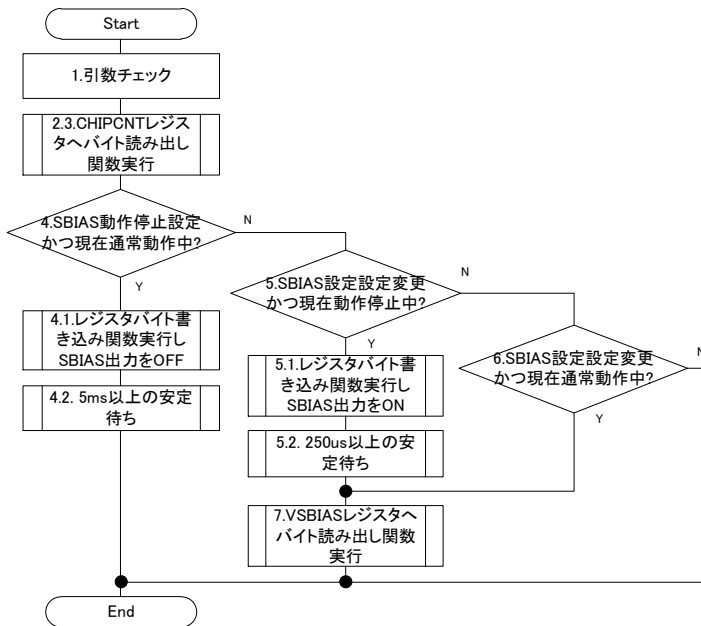 Start
1.引数チェック
2.3.CHIPCNTレジス
タへバイト読み出し
関数実行
4.SBIAS動作停止設定
かつ現在通常動作中?
N
Y
5.SBIAS設定設定変更
かつ現在動作停止中?
N
Y
4.1.レジスタバイト書
き込み関数実行し
SBIAS出力をOFF
4.2. 5ms以上の安定
待ち
5.1.レジスタバイト書
き込み関数実行し
SBIAS出力をON
6.SBIAS設定設定変更
かつ現在通常動作中?
N
Y
5.2. 250us以上の安
定待ち
7.VSBIASレジスタへ
バイト読み出し関数
実行
End